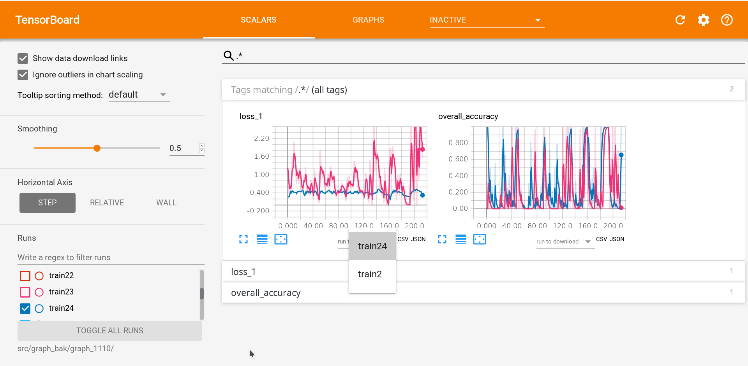 TensorBoard SCALARS GRAPHS INACTIVE
Show data download links
Ignore outliers in chart scaling
Tooltip sorting method: default
Smoothing
0.5
Horizontal Axis
STEP RELATIVE WALL
Runs
Write a regex to filter runs
train22
train23
train24
TOGGLE ALL RUNS
src/graph_bak/graph_1110/
.*
Tags matching /.*/ (all tags) 2
loss_1
2.20
1.60
1.00
0.400
-0.200
0.000 40.00 80.00 120.0 160.0 200.0
run to CSV JSON
train24
train2
overall_accuracy
0.800
0.600
0.400
0.200
0.00
0.000 40.00 80.00 120.0 160.0 200.0
run to download CSV JSON
loss_1 1
overall_accuracy 1